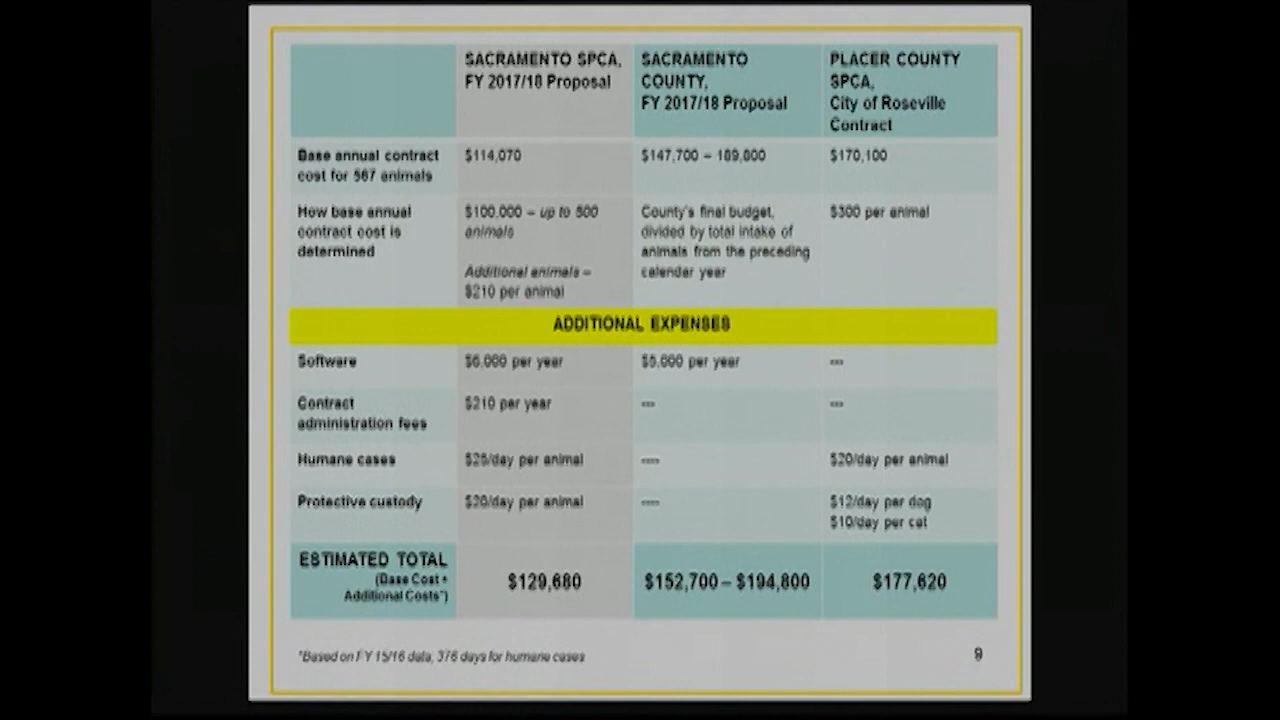 SACRAMENTO SPCA,
FY 2017/18 Proposal
SACRAMENTO
COUNTY,
FY 2017/18 Proposal
PLACER COUNTY
SPCA,
City of Roseville
Contract
Base annual contract
cost for 567 animals
$114,070
$147,700 – 189,800
$170,100
How base annual
contract cost is
determined
$100,000 – up to 500
animals
Additional animals –
$210 per animal
County's final budget,
divided by total intake of
animals from the preceding
calendar year
$300 per animal
ADDITIONAL EXPENSES
Software
$6,000 per year
$5,000 per year
---
Contract
administration fees
$210 per year
---
---
Humane cases
$25/day per animal
----
$20/day per animal
Protective custody
$20/day per animal
----
$12/day per dog
$10/day per cat
ESTIMATED TOTAL
(Base Cost +
Additional Costs*)
$129,680
$152,700 – $194,800
$177,620
*Based on FY 15/16 data, 376 days for humane cases
9